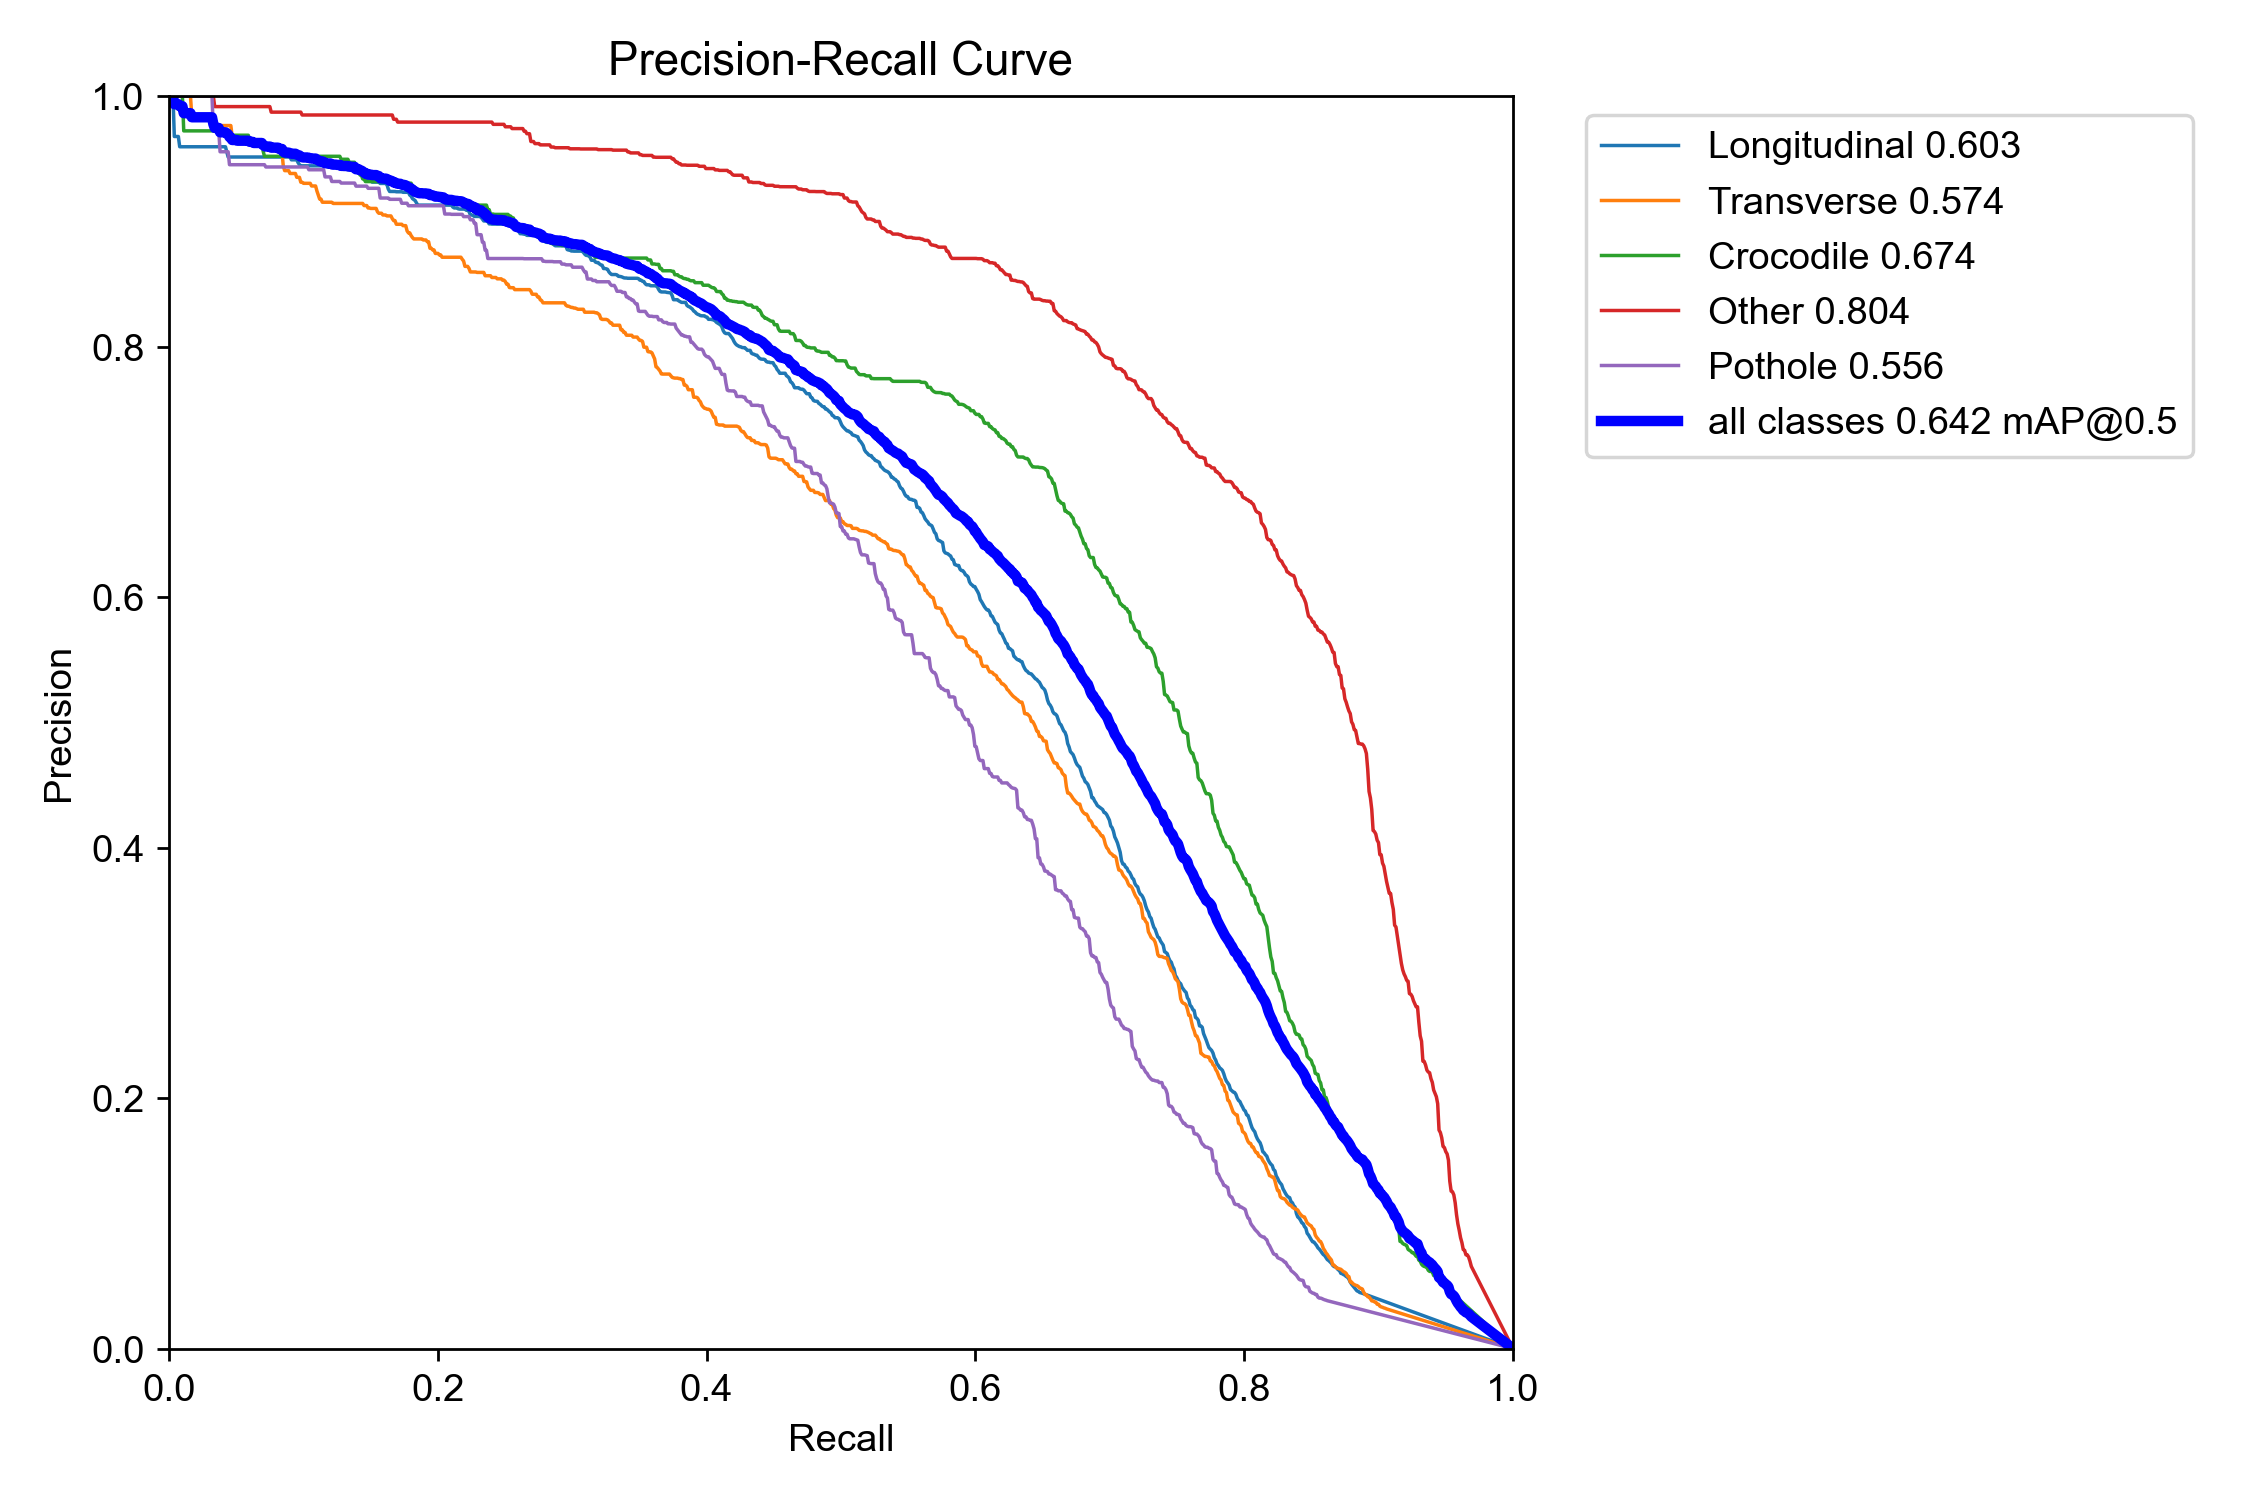 Precision-Recall Curve
1.0
0.8
0.6
0.4
0.2
0.0
Precision
0.0 0.2 0.4 0.6 0.8 1.0
Recall
Longitudinal 0.603
Transverse 0.574
Crocodile 0.674
Other 0.804
Pothole 0.556
all classes 0.642 mAP@0.5